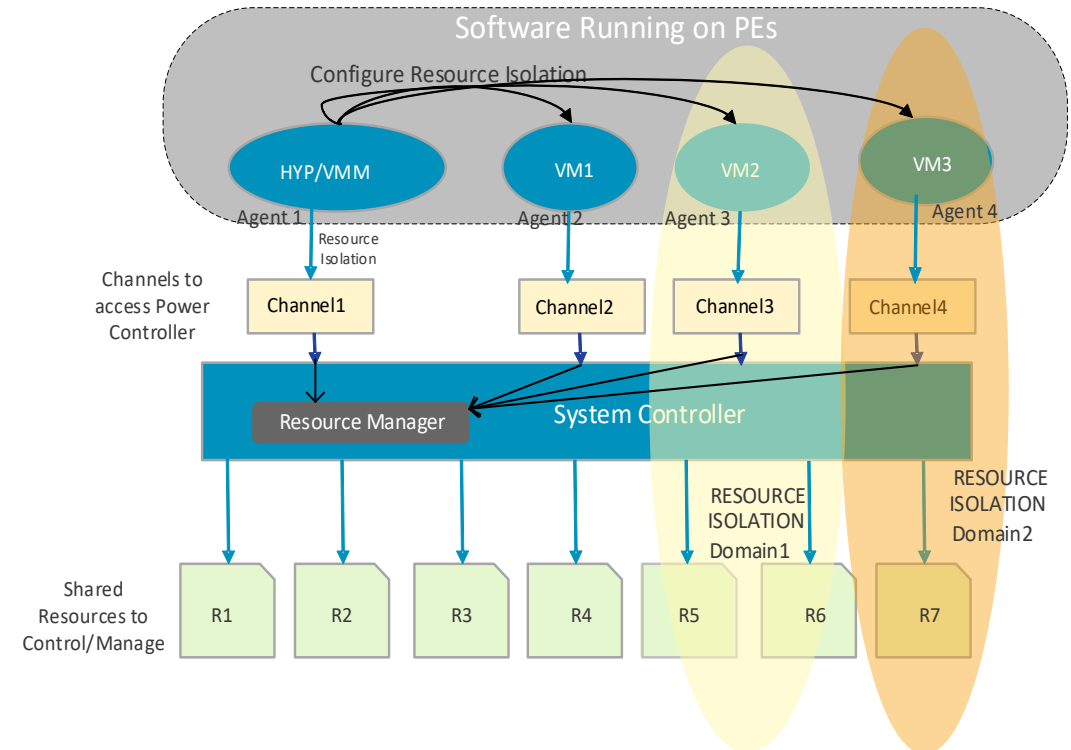 Software Running on PEs
Configure Resource Isolation
HYP/VMM
VM1
VM2
VM3
Agent 1
Agent 2
Agent 3
Agent 4
Resource
Isolation
Channels to
access Power
Controller
Channel1
Channel2
Channel3
Channel4
Resource Manager
System Controller
RESOURCE
ISOLATION
Domain1
RESOURCE
ISOLATION
Domain2
Shared
Resources to
Control/Manage
R1
R2
R3
R4
R5
R6
R7